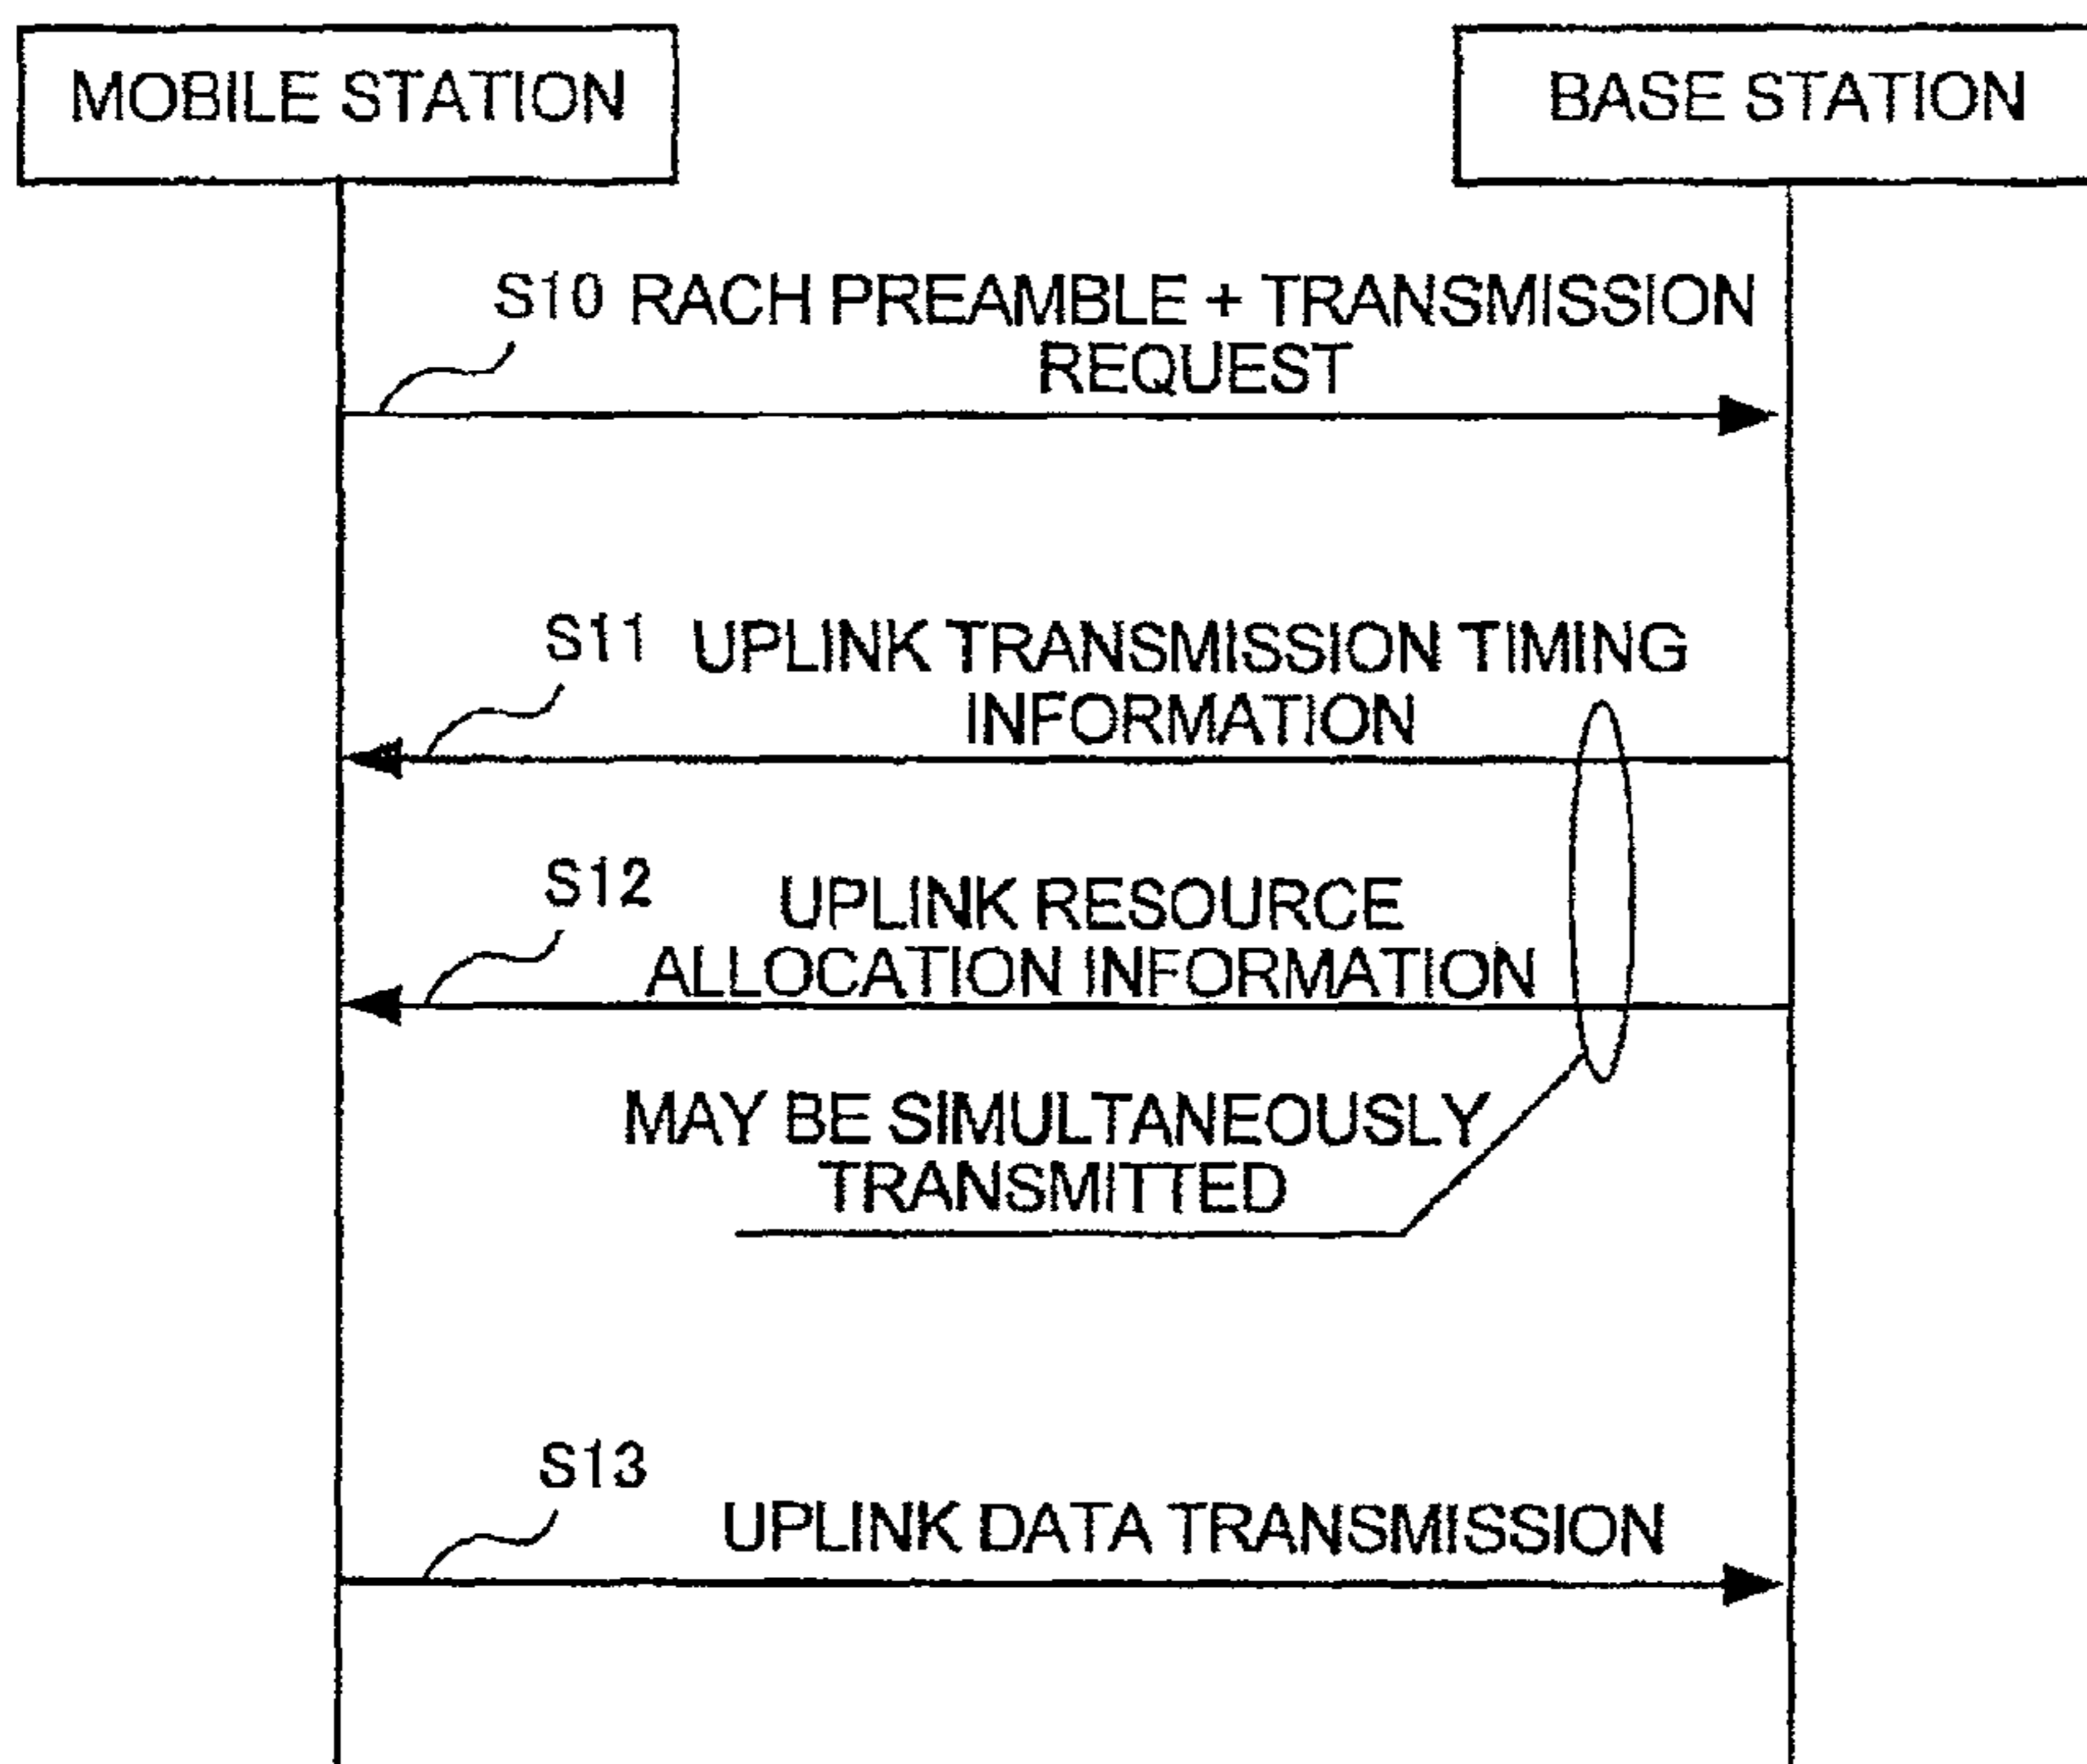 MOBILE STATION
BASE STATION
S10 RACH PREAMBLE + TRANSMISSION
REQUEST
S11 UPLINK TRANSMISSION TIMING
INFORMATION
S12
UPLINK RESOURCE
ALLOCATION INFORMATION
MAY BE SIMULTANEOUSLY
TRANSMITTED
S13
UPLINK DATA TRANSMISSION